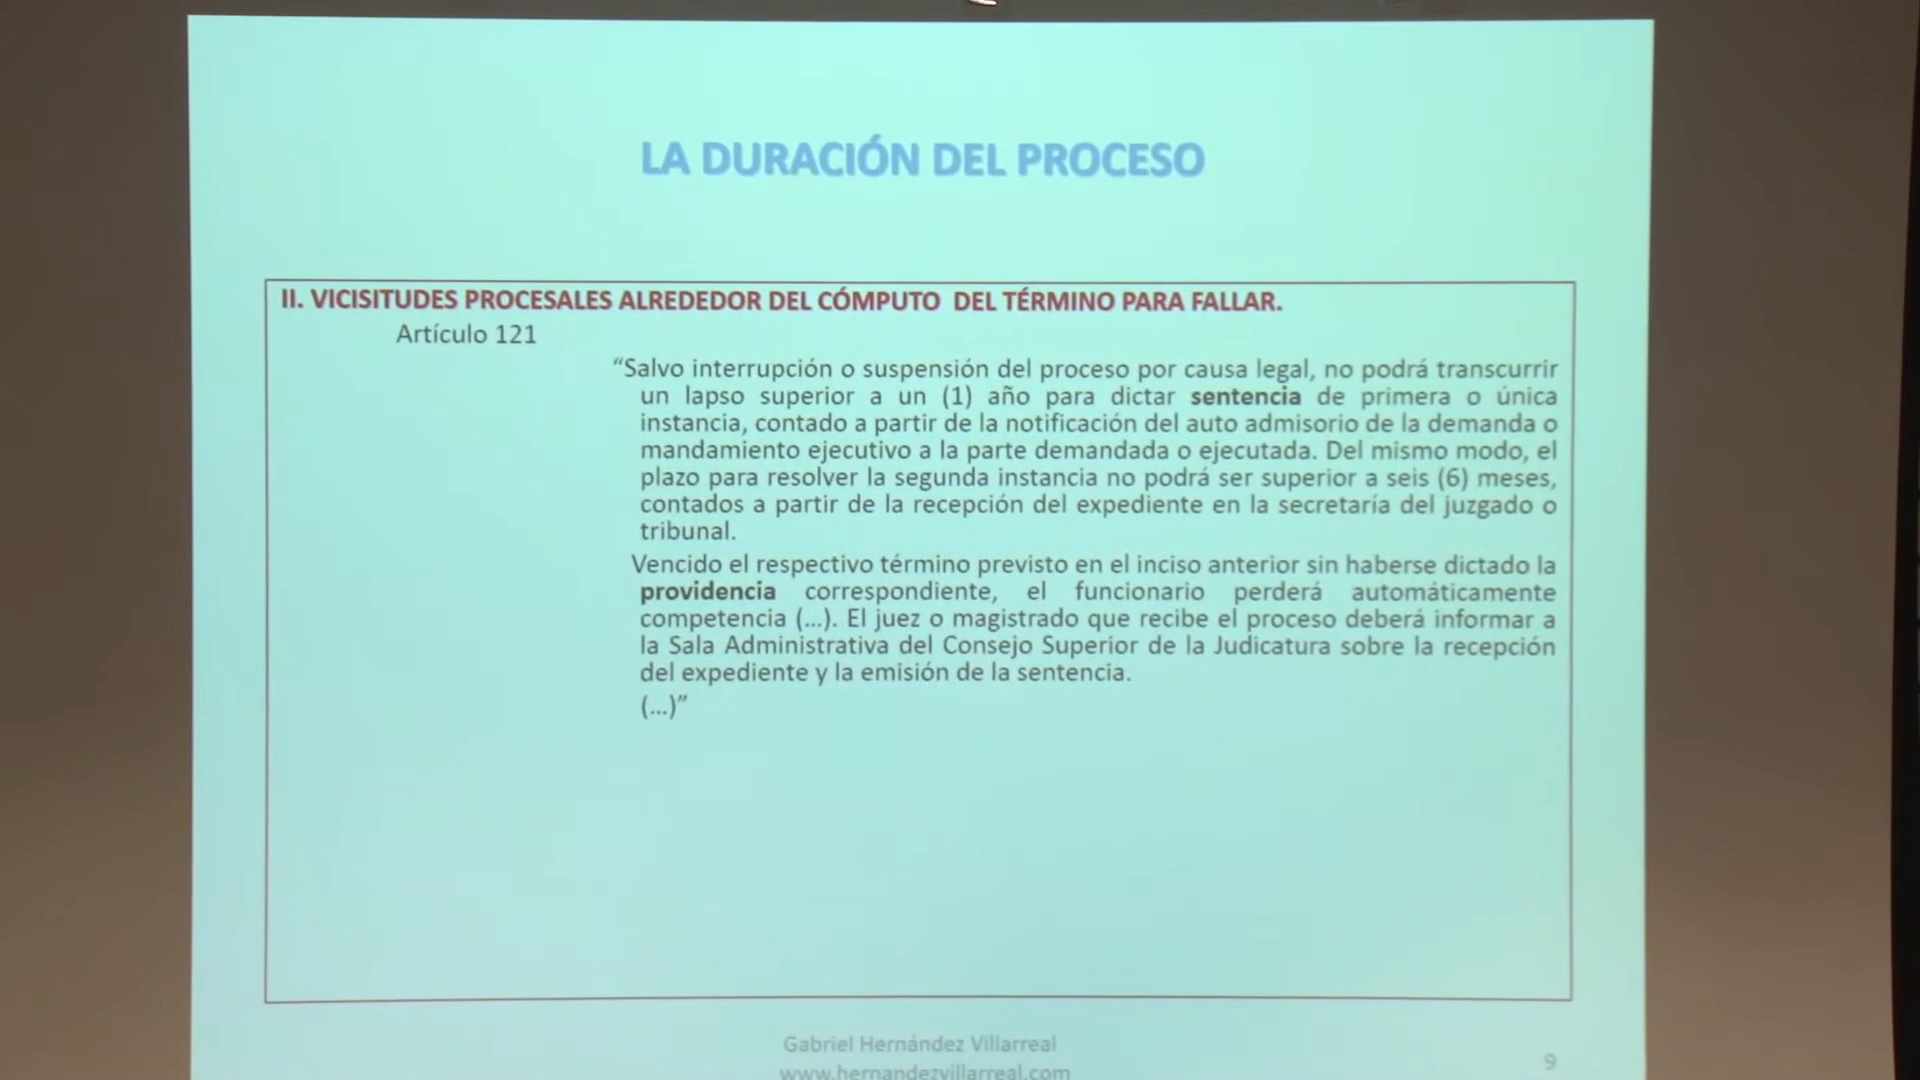 LA DURACIÓN DEL PROCESO
II. VICISITUDES PROCESALES ALREDEDOR DEL CÓMPUTO DEL TÉRMINO PARA FALLAR.
Artículo 121
“Salvo interrupción o suspensión del proceso por causa legal, no podrá transcurrir
un lapso superior a un (1) año para dictar sentencia de primera o única
instancia, contado a partir de la notificación del auto admisorio de la demanda o
mandamiento ejecutivo a la parte demandada o ejecutada. Del mismo modo, el
plazo para resolver la segunda instancia no podrá ser superior a seis (6) meses,
contados a partir de la recepción del expediente en la secretaría del juzgado o
tribunal.
Vencido el respectivo término previsto en el inciso anterior sin haberse dictado la
providencia correspondiente, el funcionario perderá automáticamente
competencia (...). El juez o magistrado que recibe el proceso deberá informar a
la Sala Administrativa del Consejo Superior de la Judicatura sobre la recepción
del expediente y la emisión de la sentencia.
(...)”
Gabriel Hernández Villarreal
www.hernandezvillarreal.com
9